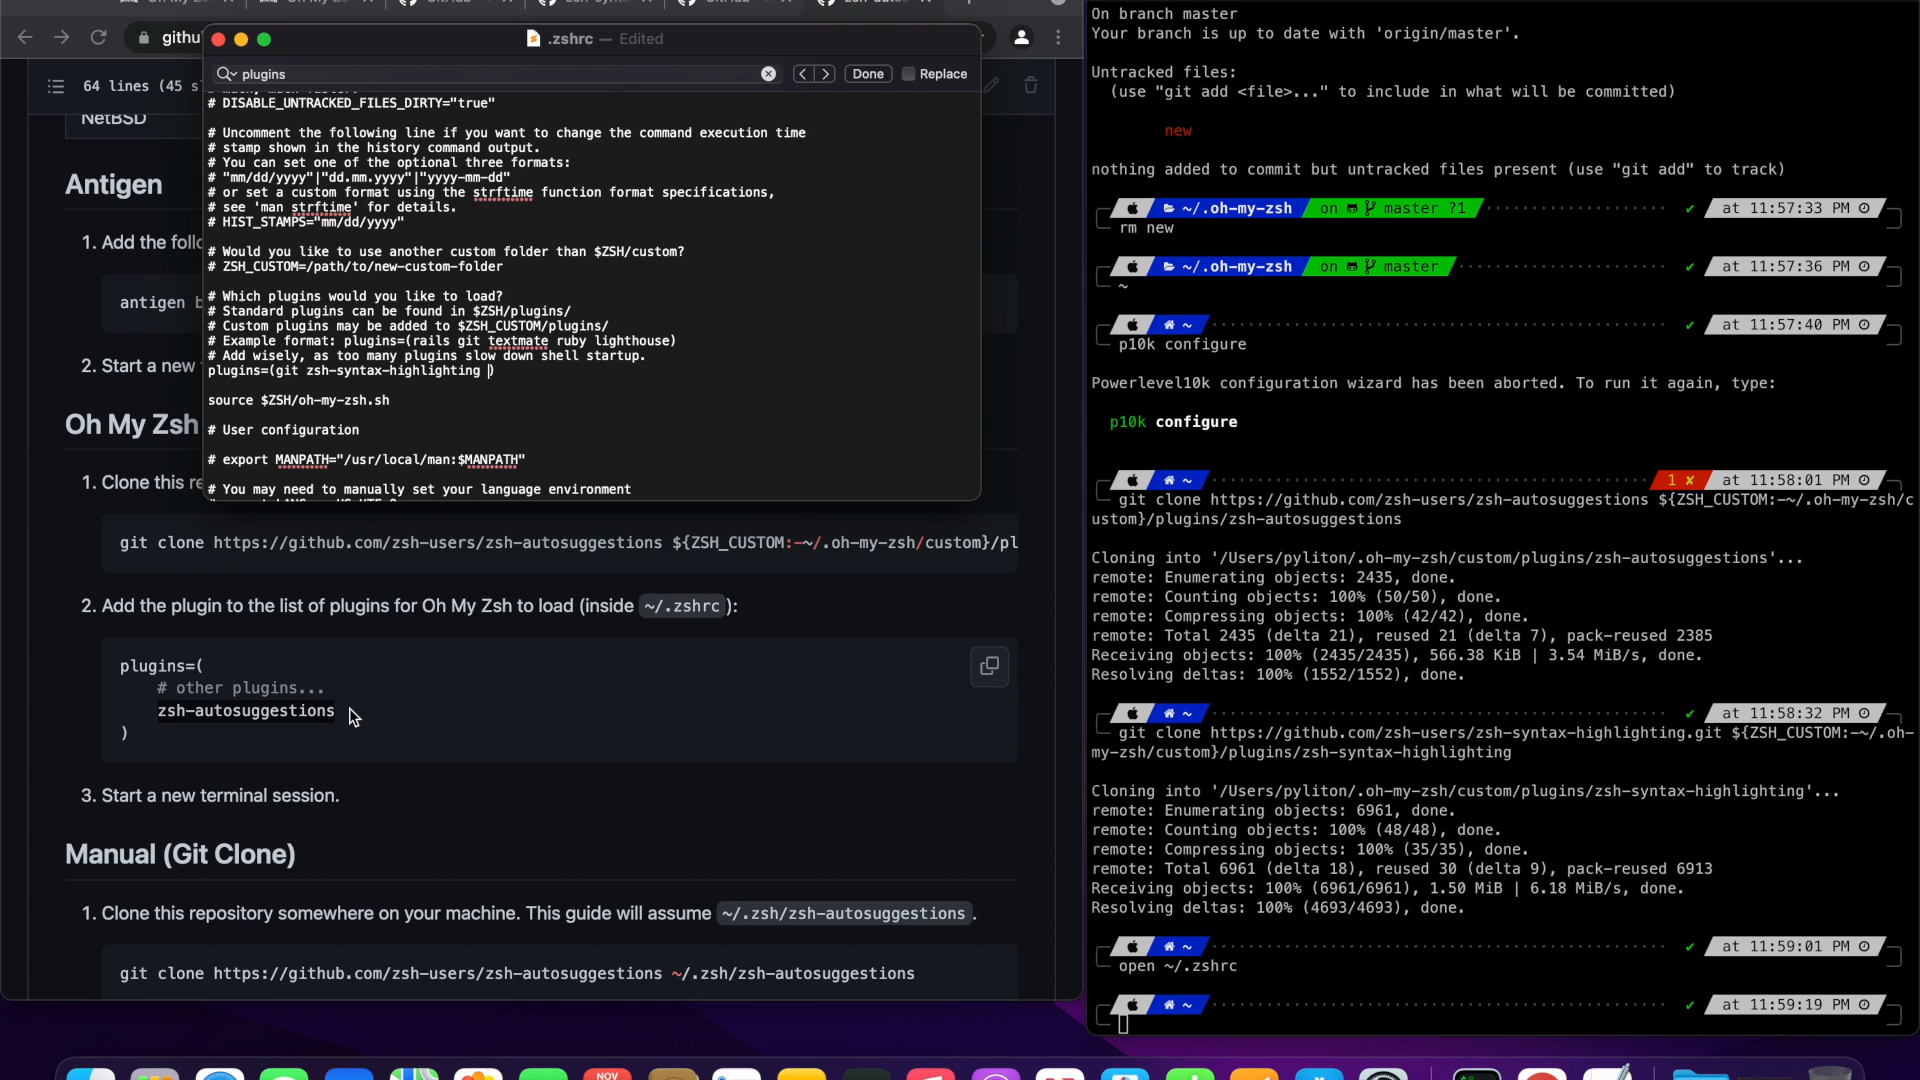 64 lines (45 s
NetBSD
Antigen
1. Add the follo
antigen b
2. Start a new
Oh My Zsh
1. Clone this re
git clone https://github.com/zsh-users/zsh-autosuggestions ${ZSH_CUSTOM:-~/.oh-my-zsh/custom}/pl
2. Add the plugin to the list of plugins for Oh My Zsh to load (inside ~/.zshrc ):
plugins=(
# other plugins...
zsh-autosuggestions
)
3. Start a new terminal session.
Manual (Git Clone)
1. Clone this repository somewhere on your machine. This guide will assume ~/.zsh/zsh-autosuggestions .
git clone https://github.com/zsh-users/zsh-autosuggestions ~/.zsh/zsh-autosuggestions
githu
.zshrc — Edited
plugins
Done
Replace
# DISABLE_UNTRACKED_FILES_DIRTY="true"
# Uncomment the following line if you want to change the command execution time
# stamp shown in the history command output.
# You can set one of the optional three formats:
# "mm/dd/yyyy"|"dd.mm.yyyy"|"yyyy-mm-dd"
# or set a custom format using the strftime function format specifications,
# see 'man strftime' for details.
# HIST_STAMPS="mm/dd/yyyy"
# Would you like to use another custom folder than $ZSH/custom?
# ZSH_CUSTOM=/path/to/new-custom-folder
# Which plugins would you like to load?
# Standard plugins can be found in $ZSH/plugins/
# Custom plugins may be added to $ZSH_CUSTOM/plugins/
# Example format: plugins=(rails git textmate ruby lighthouse)
# Add wisely, as too many plugins slow down shell startup.
plugins=(git zsh-syntax-highlighting )
source $ZSH/oh-my-zsh.sh
# User configuration
# export MANPATH="/usr/local/man:$MANPATH"
# You may need to manually set your language environment
On branch master
Your branch is up to date with 'origin/master'.
Untracked files:
(use "git add <file>..." to include in what will be committed)
new
nothing added to commit but untracked files present (use "git add" to track)
~/.oh-my-zsh on master ?1 ✔ at 11:57:33 PM
rm new
~/.oh-my-zsh on master ✔ at 11:57:36 PM
~
~ ✔ at 11:57:40 PM
p10k configure
Powerlevel10k configuration wizard has been aborted. To run it again, type:
p10k configure
~ 1 ✘ at 11:58:01 PM
git clone https://github.com/zsh-users/zsh-autosuggestions ${ZSH_CUSTOM:-~/.oh-my-zsh/c
ustom}/plugins/zsh-autosuggestions
Cloning into '/Users/pyliton/.oh-my-zsh/custom/plugins/zsh-autosuggestions'...
remote: Enumerating objects: 2435, done.
remote: Counting objects: 100% (50/50), done.
remote: Compressing objects: 100% (42/42), done.
remote: Total 2435 (delta 21), reused 21 (delta 7), pack-reused 2385
Receiving objects: 100% (2435/2435), 566.38 KiB | 3.54 MiB/s, done.
Resolving deltas: 100% (1552/1552), done.
~ ✔ at 11:58:32 PM
git clone https://github.com/zsh-users/zsh-syntax-highlighting.git ${ZSH_CUSTOM:-~/.oh-
my-zsh/custom}/plugins/zsh-syntax-highlighting
Cloning into '/Users/pyliton/.oh-my-zsh/custom/plugins/zsh-syntax-highlighting'...
remote: Enumerating objects: 6961, done.
remote: Counting objects: 100% (48/48), done.
remote: Compressing objects: 100% (35/35), done.
remote: Total 6961 (delta 18), reused 30 (delta 9), pack-reused 6913
Receiving objects: 100% (6961/6961), 1.50 MiB | 6.18 MiB/s, done.
Resolving deltas: 100% (4693/4693), done.
~ ✔ at 11:59:01 PM
open ~/.zshrc
~ ✔ at 11:59:19 PM
NOV